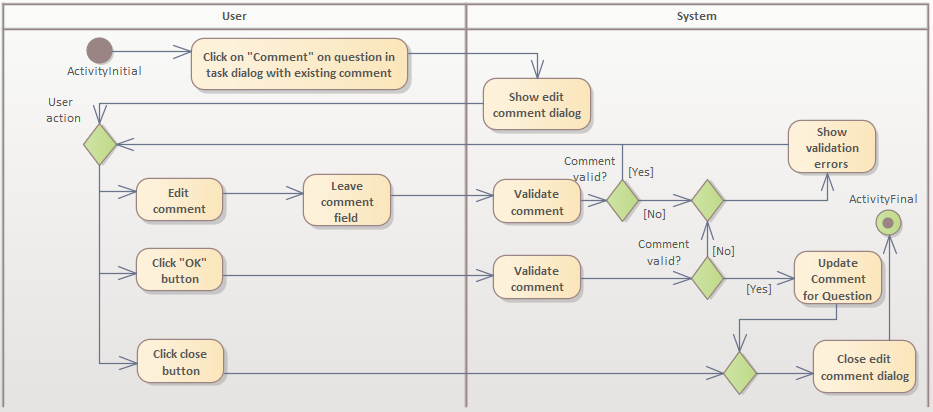 User
System
ActivityInitial
Click on "Comment" on question in
task dialog with existing comment
Show edit
comment dialog
User
action
Show
validation
errors
Comment
valid?
[Yes]
Edit
comment
Leave
comment
field
Validate
comment
[No]
ActivityFinal
Comment
valid?
[No]
Click "OK"
button
Validate
comment
[Yes]
Update
Comment
for Question
Click close
button
Close edit
comment dialog